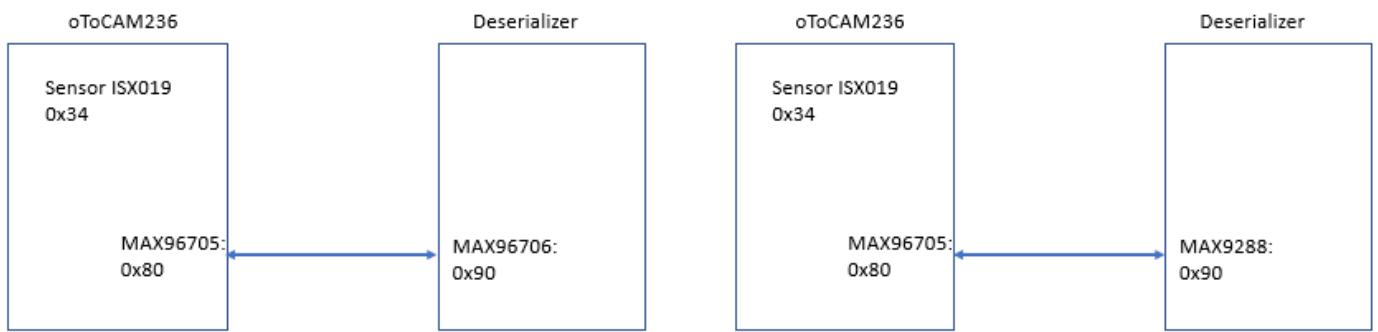 oToCAM236
Deserializer
Sensor ISX019
0x34
MAX96705:
0x80
MAX96706:
0x90
oToCAM236
Deserializer
Sensor ISX019
0x34
MAX96705:
0x80
MAX9288:
0x90